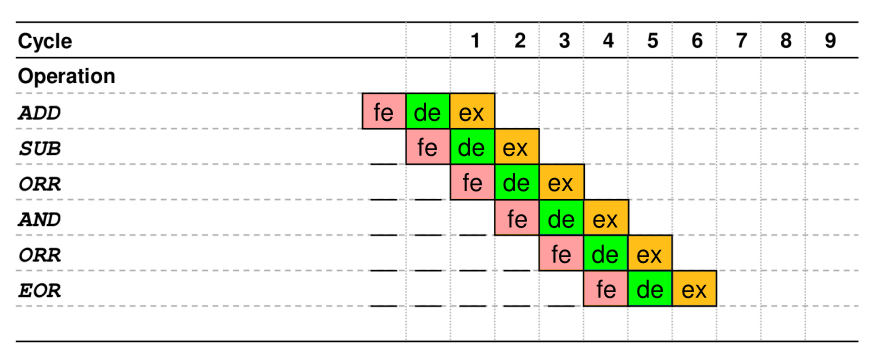 Cycle 1 2 3 4 5 6 7 8 9
Operation
ADD fe de ex
SUB fe de ex
ORR fe de ex
AND fe de ex
ORR fe de ex
EOR fe de ex